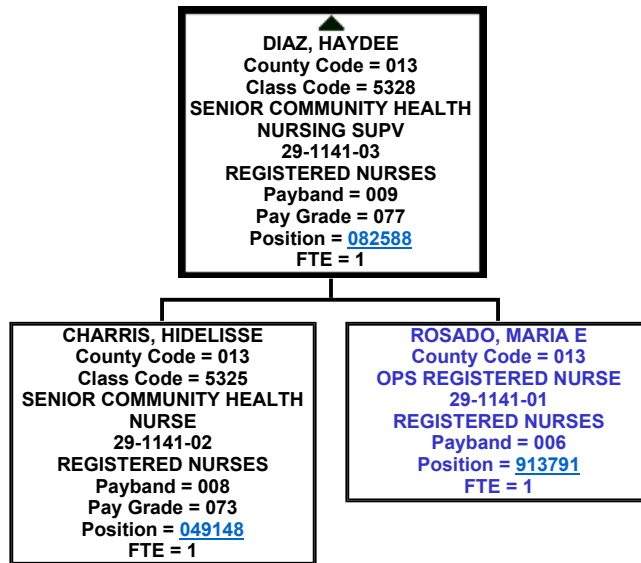 DIAZ, HAYDEE
County Code = 013
Class Code = 5328
SENIOR COMMUNITY HEALTH
NURSING SUPV
29-1141-03
REGISTERED NURSES
Payband = 009
Pay Grade = 077
Position = 082588
FTE = 1
CHARRIS, HIDELISSE
County Code = 013
Class Code = 5325
SENIOR COMMUNITY HEALTH
NURSE
29-1141-02
REGISTERED NURSES
Payband = 008
Pay Grade = 073
Position = 049148
FTE = 1
ROSADO, MARIA E
County Code = 013
OPS REGISTERED NURSE
29-1141-01
REGISTERED NURSES
Payband = 006
Position = 913791
FTE = 1